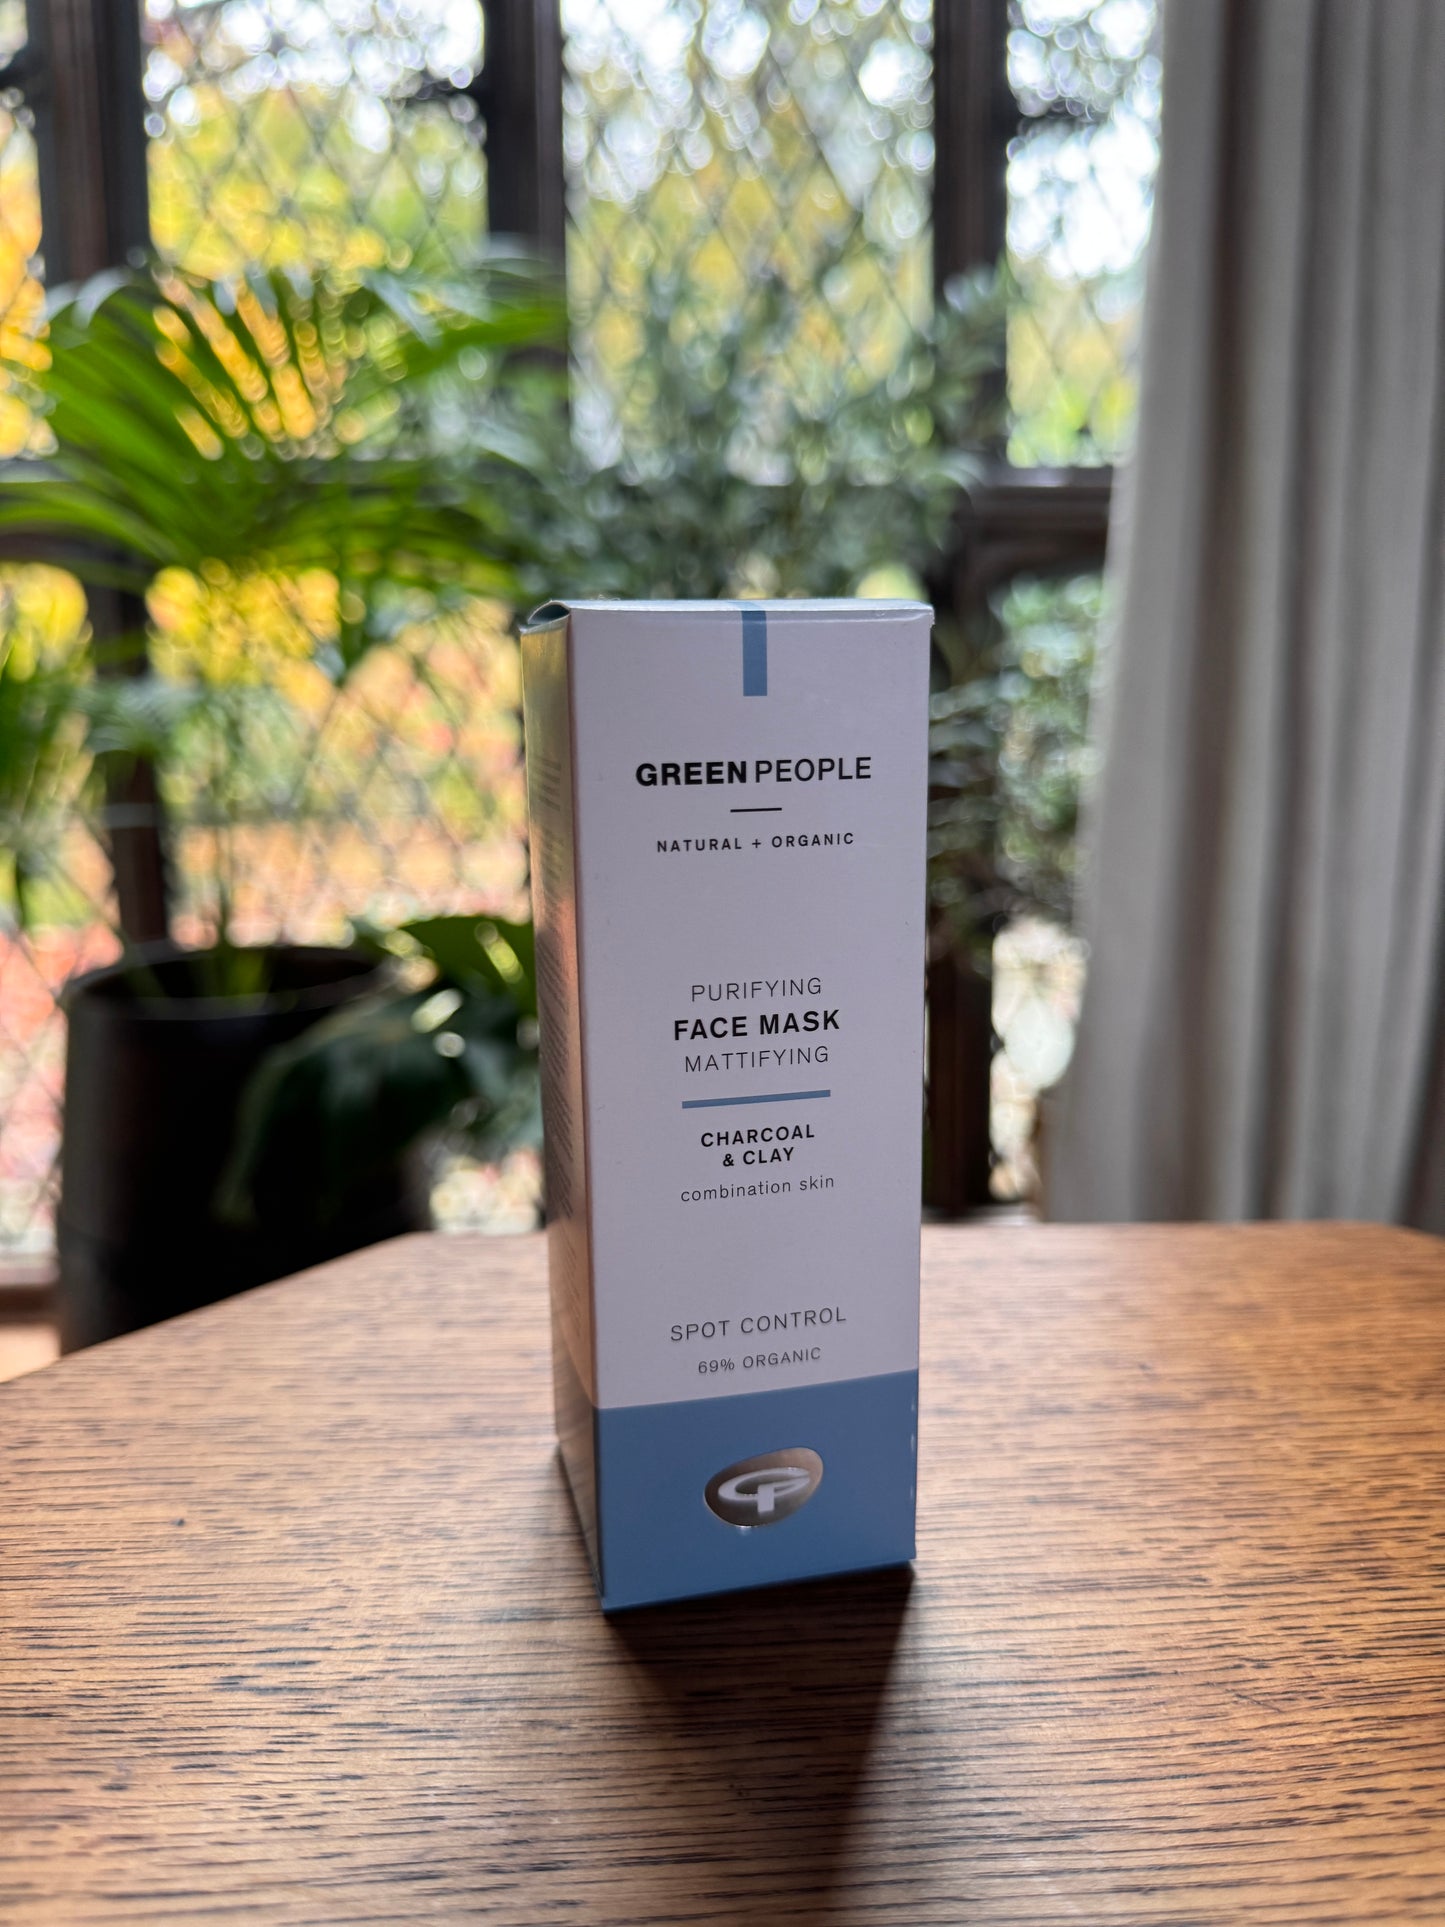 GREEN PEOPLE
NATURAL + ORGANIC
PURIFYING
FACE MASK
MATTIFYING
CHARCOAL
& CLAY
combination skin
SPOT CONTROL
69% ORGANIC